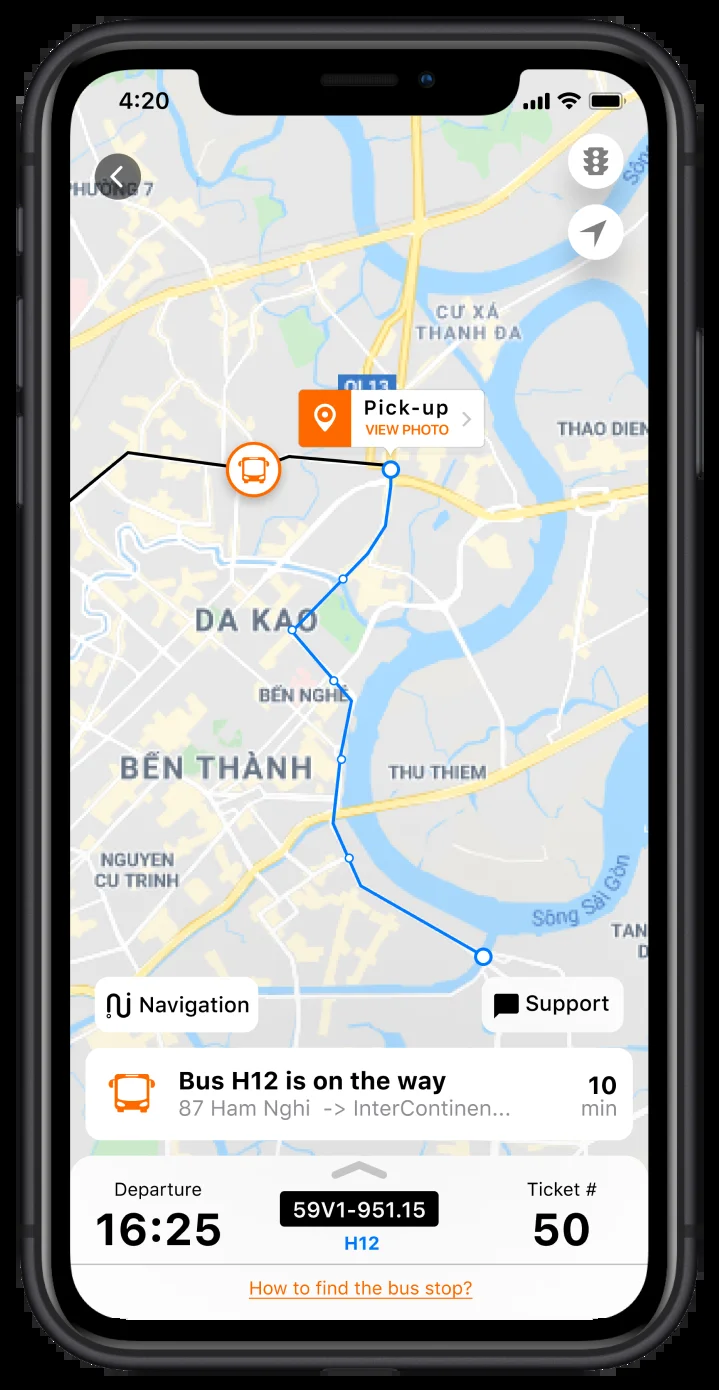 4:20
PHƯỜNG 7
Sông
CƯ XÁ
THANH ĐA
QL13
Pick-up
VIEW PHOTO
THAO DIEN
DA KAO
BẾN NGHÉ
BẾN THÀNH
THU THIEM
NGUYEN
CU TRINH
Sông Sài Gòn
TAN
D
Navigation
Support
Bus H12 is on the way
87 Ham Nghi -> InterContinen...
10
min
Departure
16:25
59V1-951.15
H12
Ticket #
50
How to find the bus stop?